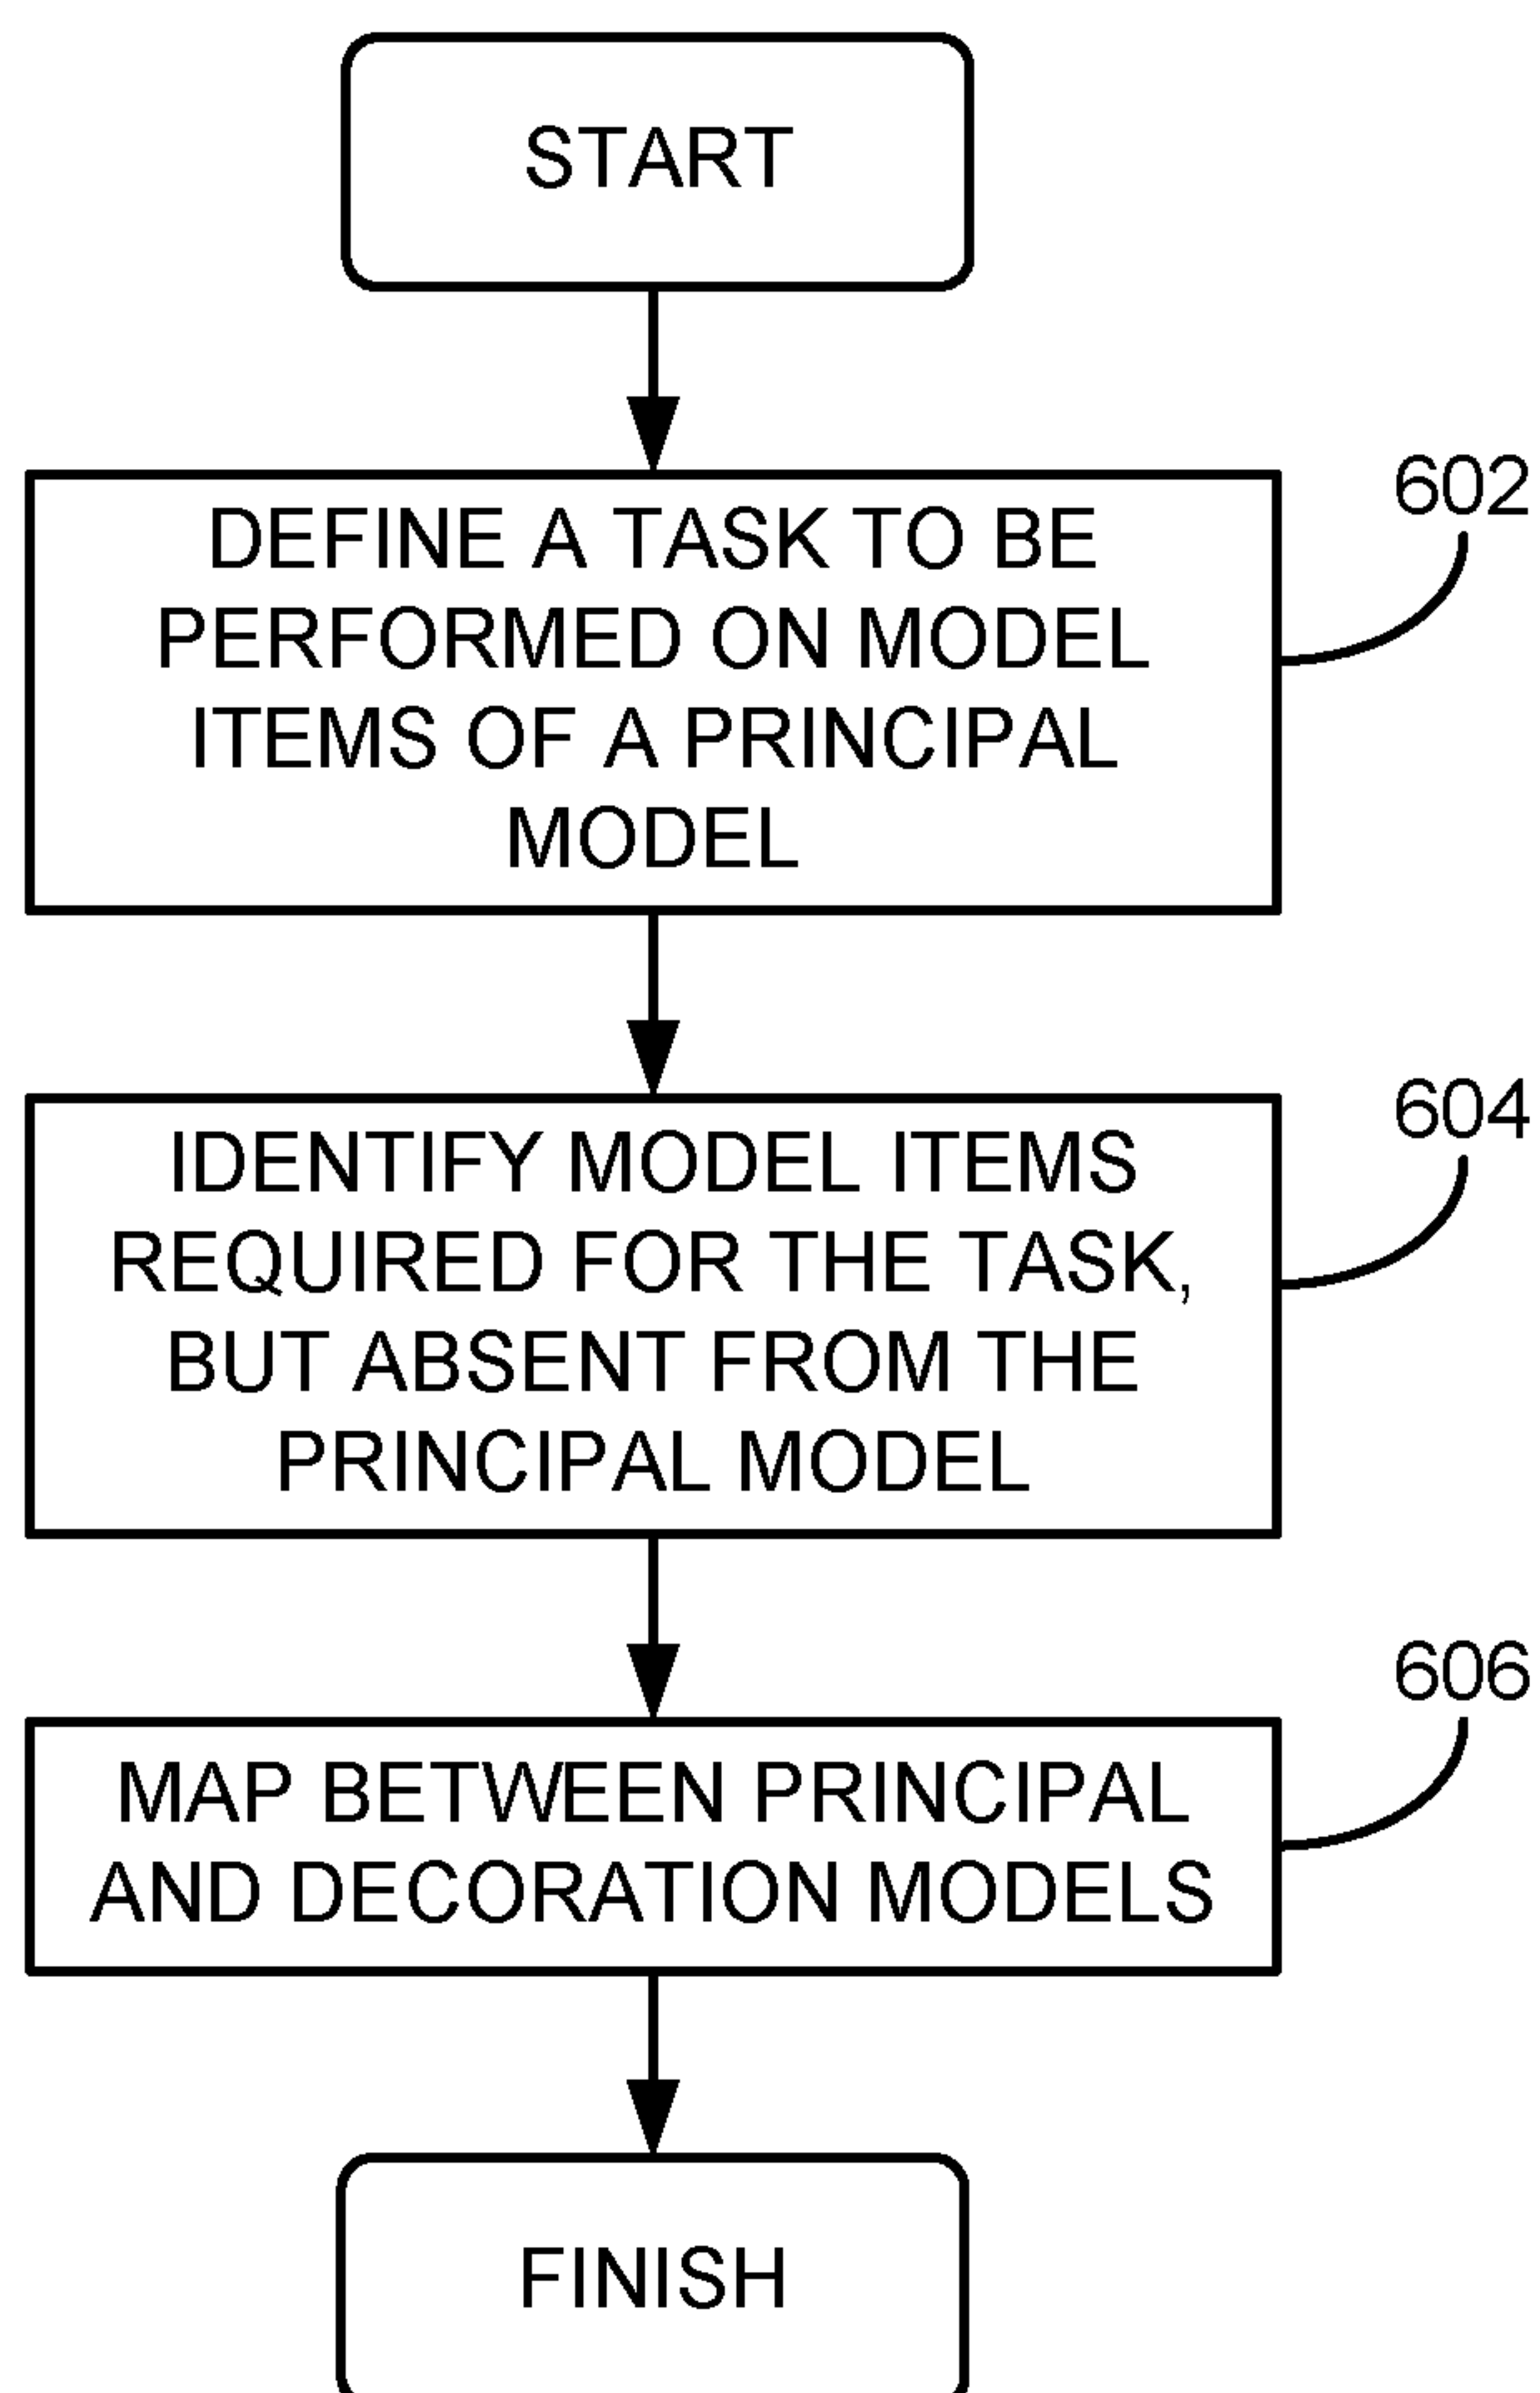 START
602
DEFINE A TASK TO BE
PERFORMED ON MODEL
ITEMS OF A PRINCIPAL
MODEL
604
IDENTIFY MODEL ITEMS
REQUIRED FOR THE TASK,
BUT ABSENT FROM THE
PRINCIPAL MODEL
606
MAP BETWEEN PRINCIPAL
AND DECORATION MODELS
FINISH